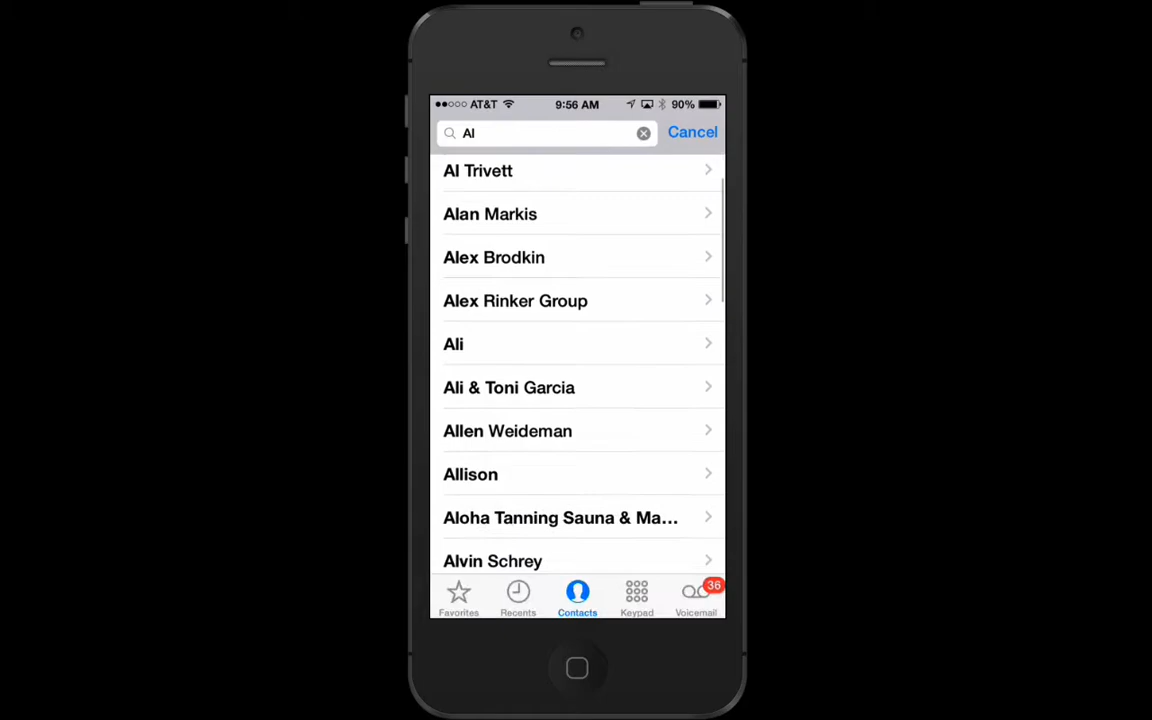 AT&T 9:56 AM 90%
Al Cancel
Al Trivett
Alan Markis
Alex Brodkin
Alex Rinker Group
Ali
Ali & Toni Garcia
Allen Weideman
Allison
Aloha Tanning Sauna & Ma...
Alvin Schrey
36
Favorites Recents Contacts Keypad Voicemail